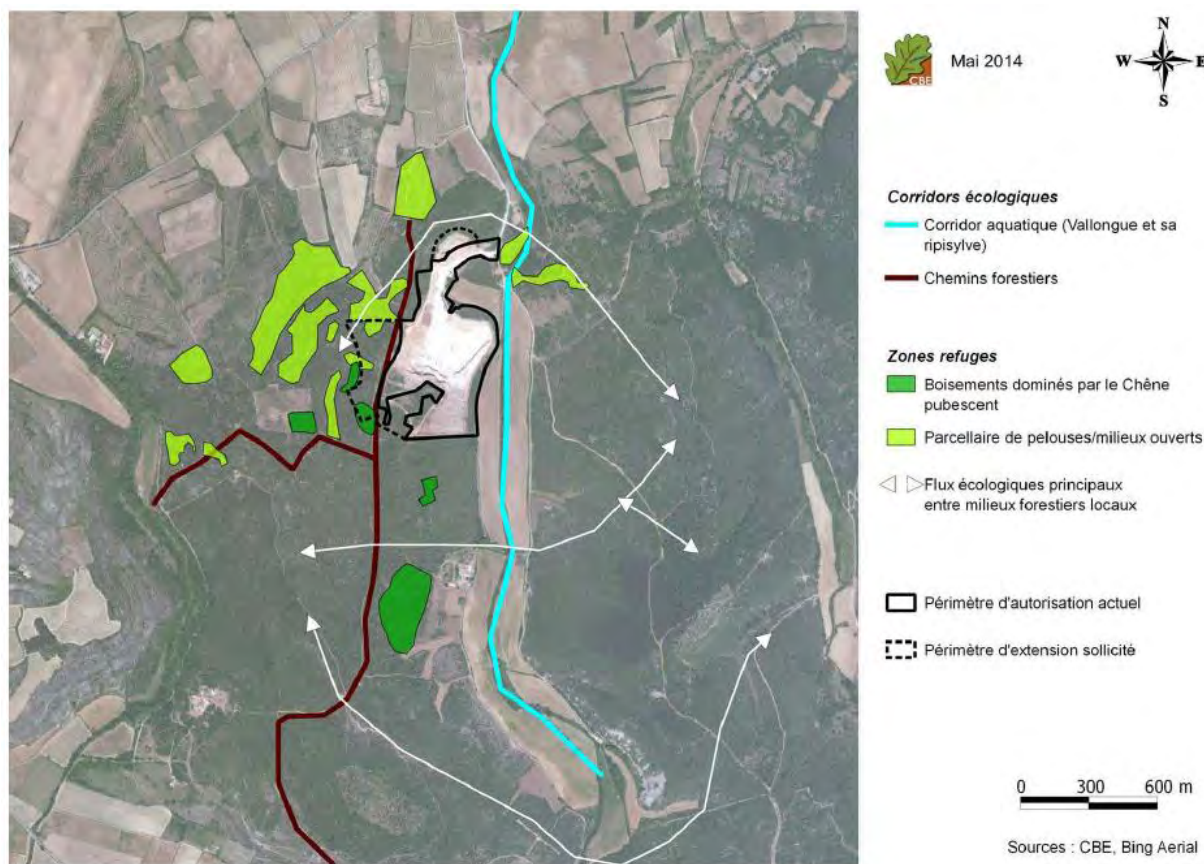 CBE
Mai 2014
N
W E
S
Corridors écologiques
Corridor aquatique (Vallongue et sa
ripisylve)
Chemins forestiers
Zones refuges
Boisements dominés par le Chêne
pubescent
Parcellaire de pelouses/milieux ouverts
Flux écologiques principaux
entre milieux forestiers locaux
Périmètre d'autorisation actuel
Périmètre d'extension sollicité
0 300 600 m
Sources : CBE, Bing Aerial